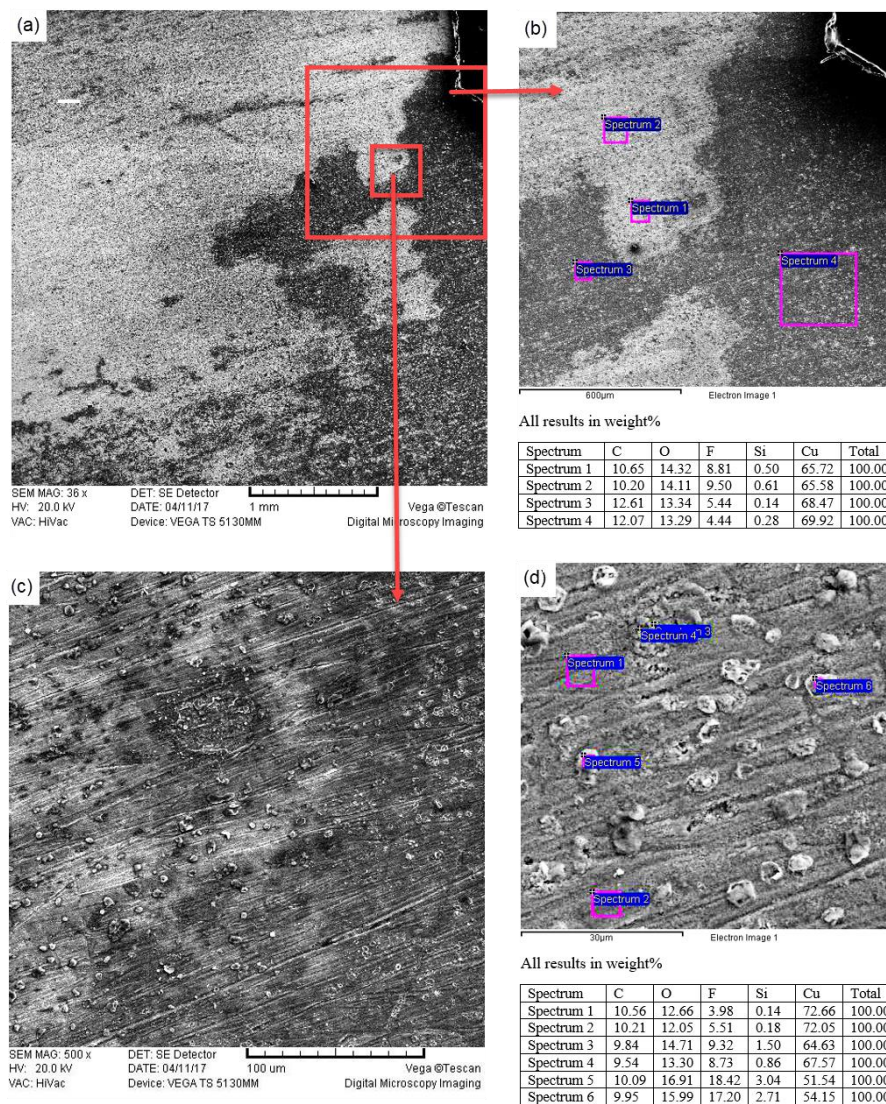 (a)
SEM MAG: 36 x DET: SE Detector
HV: 20.0 kV DATE: 04/11/17 1 mm Vega ©Tescan
VAC: HiVac Device: VEGA TS 5130MM Digital Microscopy Imaging
(b)
Spectrum 2
Spectrum 1
Spectrum 3
Spectrum 4
600µm Electron Image 1
All results in weight%
Spectrum C O F Si Cu Total
Spectrum 1 10.65 14.32 8.81 0.50 65.72 100.00
Spectrum 2 10.20 14.11 9.50 0.61 65.58 100.00
Spectrum 3 12.61 13.34 5.44 0.14 68.47 100.00
Spectrum 4 12.07 13.29 4.44 0.28 69.92 100.00
(c)
SEM MAG: 500 x DET: SE Detector
HV: 20.0 kV DATE: 04/11/17 100 um Vega ©Tescan
VAC: HiVac Device: VEGA TS 5130MM Digital Microscopy Imaging
(d)
Spectrum 3
Spectrum 4
Spectrum 1
Spectrum 6
Spectrum 5
Spectrum 2
30µm Electron Image 1
All results in weight%
Spectrum C O F Si Cu Total
Spectrum 1 10.56 12.66 3.98 0.14 72.66 100.00
Spectrum 2 10.21 12.05 5.51 0.18 72.05 100.00
Spectrum 3 9.84 14.71 9.32 1.50 64.63 100.00
Spectrum 4 9.54 13.30 8.73 0.86 67.57 100.00
Spectrum 5 10.09 16.91 18.42 3.04 51.54 100.00
Spectrum 6 9.95 15.99 17.20 2.71 54.15 100.00